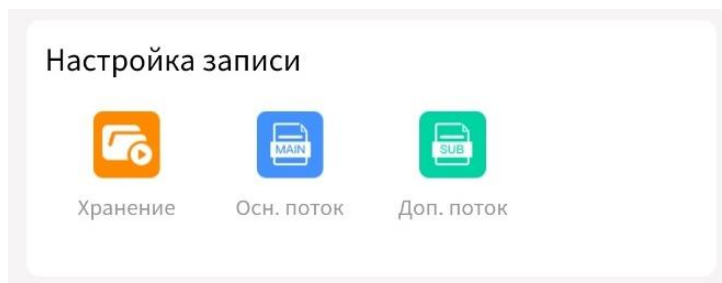 Настройка записи
MAIN
SUB
Хранение
Осн. поток
Доп. поток